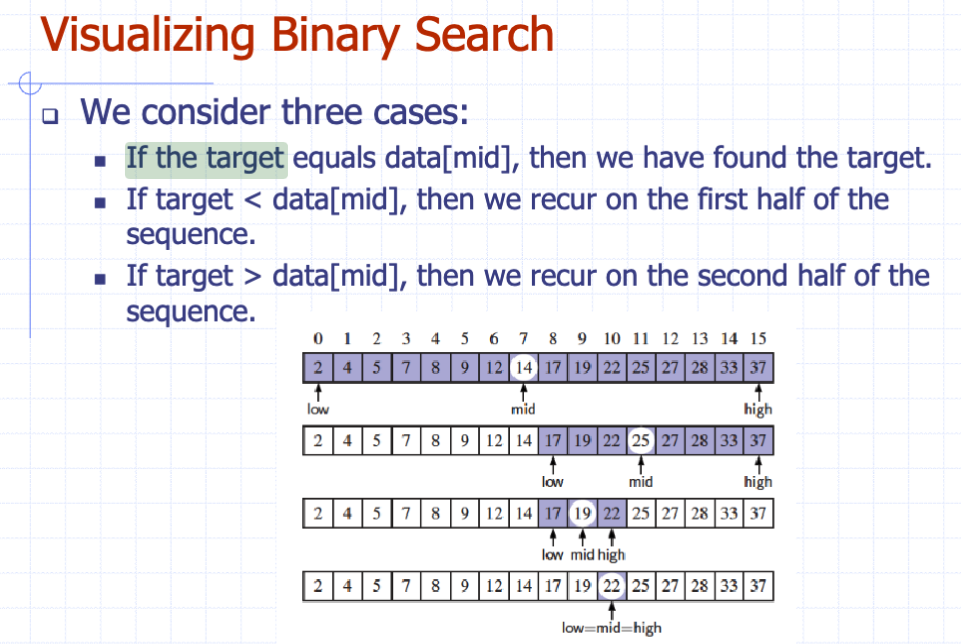 Visualizing Binary Search
We consider three cases:
If the target equals data[mid], then we have found the target.
If target < data[mid], then we recur on the first half of the
sequence.
If target > data[mid], then we recur on the second half of the
sequence.
0 1 2 3 4 5 6 7 8 9 10 11 12 13 14 15
2 4 5 7 8 9 12 14 17 19 22 25 27 28 33 37
low mid high
2 4 5 7 8 9 12 14 17 19 22 25 27 28 33 37
low mid high
2 4 5 7 8 9 12 14 17 19 22 25 27 28 33 37
low mid high
2 4 5 7 8 9 12 14 17 19 22 25 27 28 33 37
low=mid=high